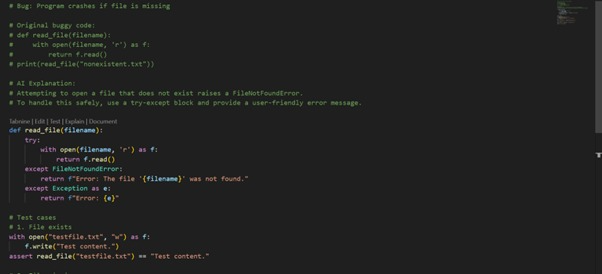 # Bug: Program crashes if file is missing
# Original buggy code:
# def read_file(filename):
#     with open(filename, 'r') as f:
#         return f.read()
# print(read_file("nonexistent.txt"))
# AI Explanation:
# Attempting to open a file that does not exist raises a FileNotFoundError.
# To handle this safely, use a try-except block and provide a user-friendly error message.
Tabnine | Edit | Test | Explain | Document
def read_file(filename):
    try:
        with open(filename, 'r') as f:
            return f.read()
    except FileNotFoundError:
        return f"Error: The file '{filename}' was not found."
    except Exception as e:
        return f"Error: {e}"
# Test cases
# 1. File exists
with open("testfile.txt", "w") as f:
    f.write("Test content.")
assert read_file("testfile.txt") == "Test content."